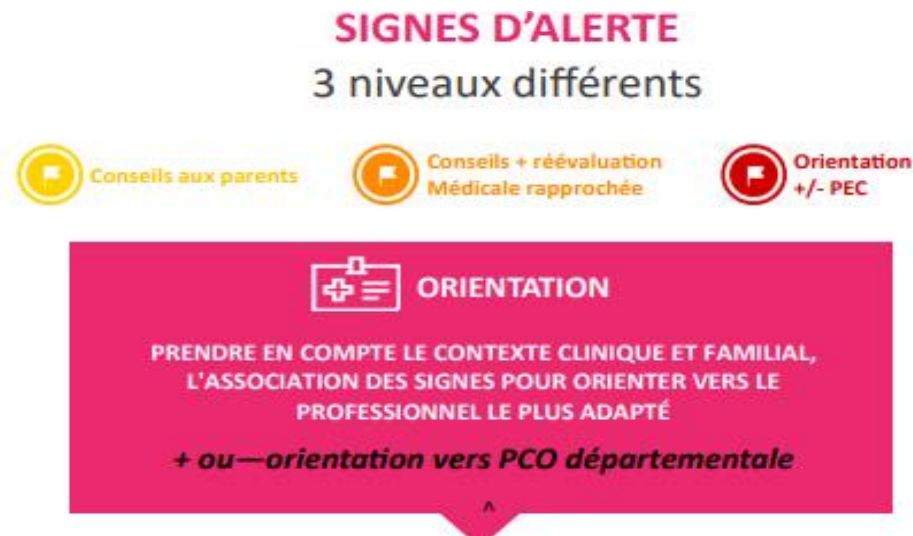 SIGNES D'ALERTE
3 niveaux différents
Conseils aux parents
Conseils + réévaluation
Médicale rapprochée
Orientation
+/- PEC
ORIENTATION
PRENDRE EN COMPTE LE CONTEXTE CLINIQUE ET FAMILIAL,
L'ASSOCIATION DES SIGNES POUR ORIENTER VERS LE
PROFESSIONNEL LE PLUS ADAPTÉ
+ ou—orientation vers PCO départementale
^